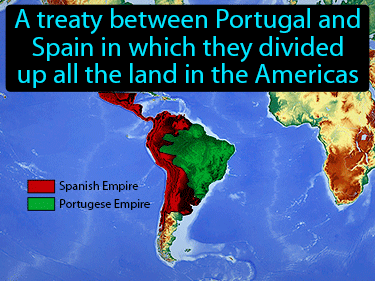 A treaty between Portugal and
Spain in which they divided
up all the land in the Americas
Spanish Empire
Portugese Empire